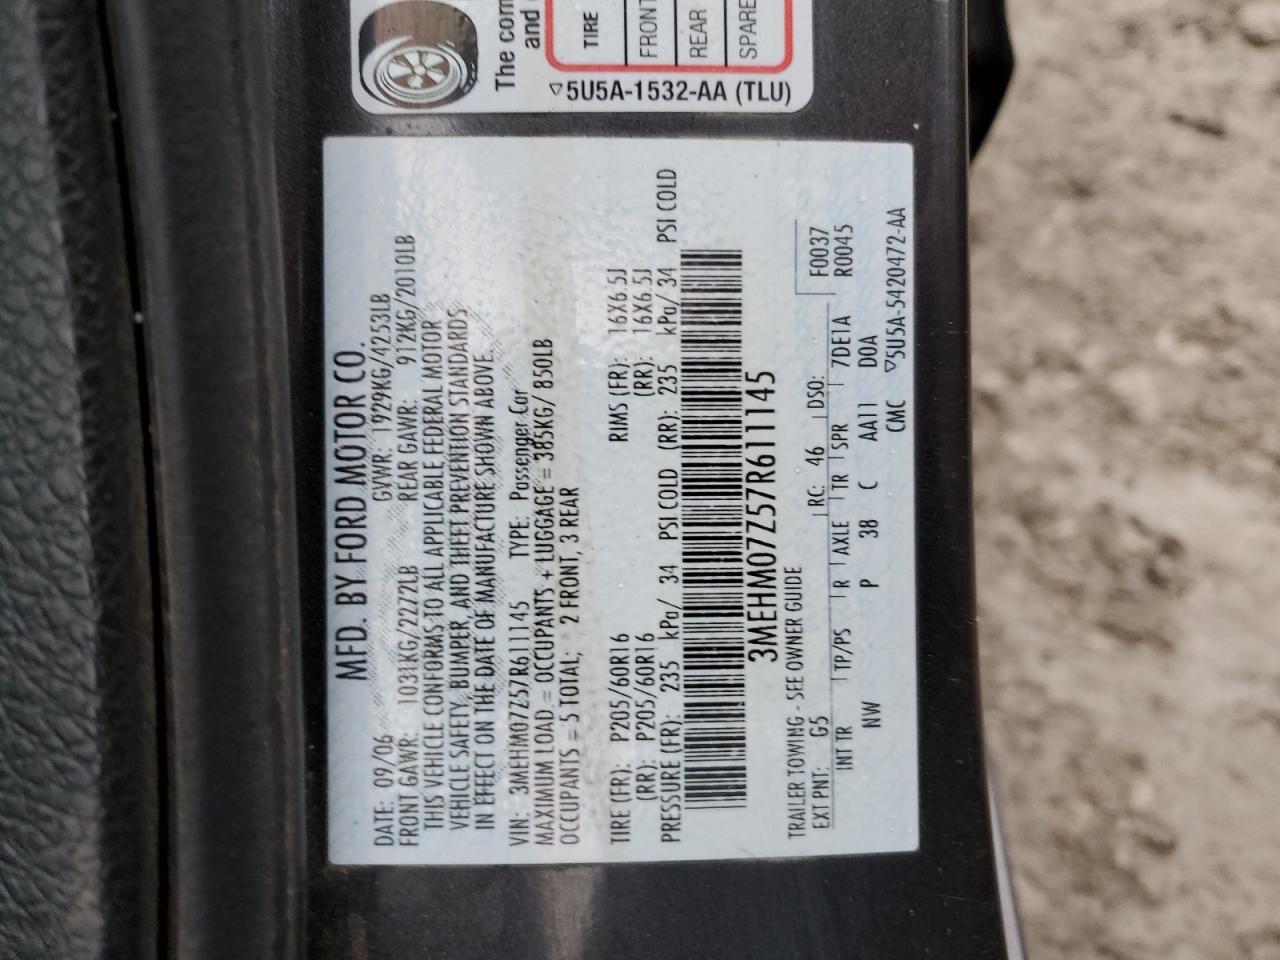 The com
and
TIRE
FRONT
REAR
SPARE
▽5U5A-1532-AA (TLU)
MFD. BY FORD MOTOR CO.
DATE: 09/06 GVWR: 1929KG/4253LB
FRONT GAWR: 1031KG/2272LB REAR GAWR: 912KG/2010LB
THIS VEHICLE CONFORMS TO ALL APPLICABLE FEDERAL MOTOR
VEHICLE SAFETY, BUMPER, AND THEFT PREVENTION STANDARDS
IN EFFECT ON THE DATE OF MANUFACTURE SHOWN ABOVE.
VIN: 3MEHM07Z57R611145 TYPE: Passenger Car
MAXIMUM LOAD = OCCUPANTS + LUGGAGE = 385KG/ 850LB
OCCUPANTS = 5 TOTAL; 2 FRONT, 3 REAR
TIRE (FR): P205/60R16 RIMS (FR): 16X6.5J
(RR): P205/60R16 (RR): 16X6.5J
PRESSURE (FR): 235 kPa/ 34 PSI COLD (RR): 235 kPa/ 34 PSI COLD
3MEHM07Z57R611145
TRAILER TOWING - SEE OWNER GUIDE
EXT PNT: G5 RC: 46 DSO: F0037
INT TR TP/PS R AXLE TR SPR 7DE1A R0045
NW P 38 C AA11 D0A
CMC ▽5U5A-5420472-AA